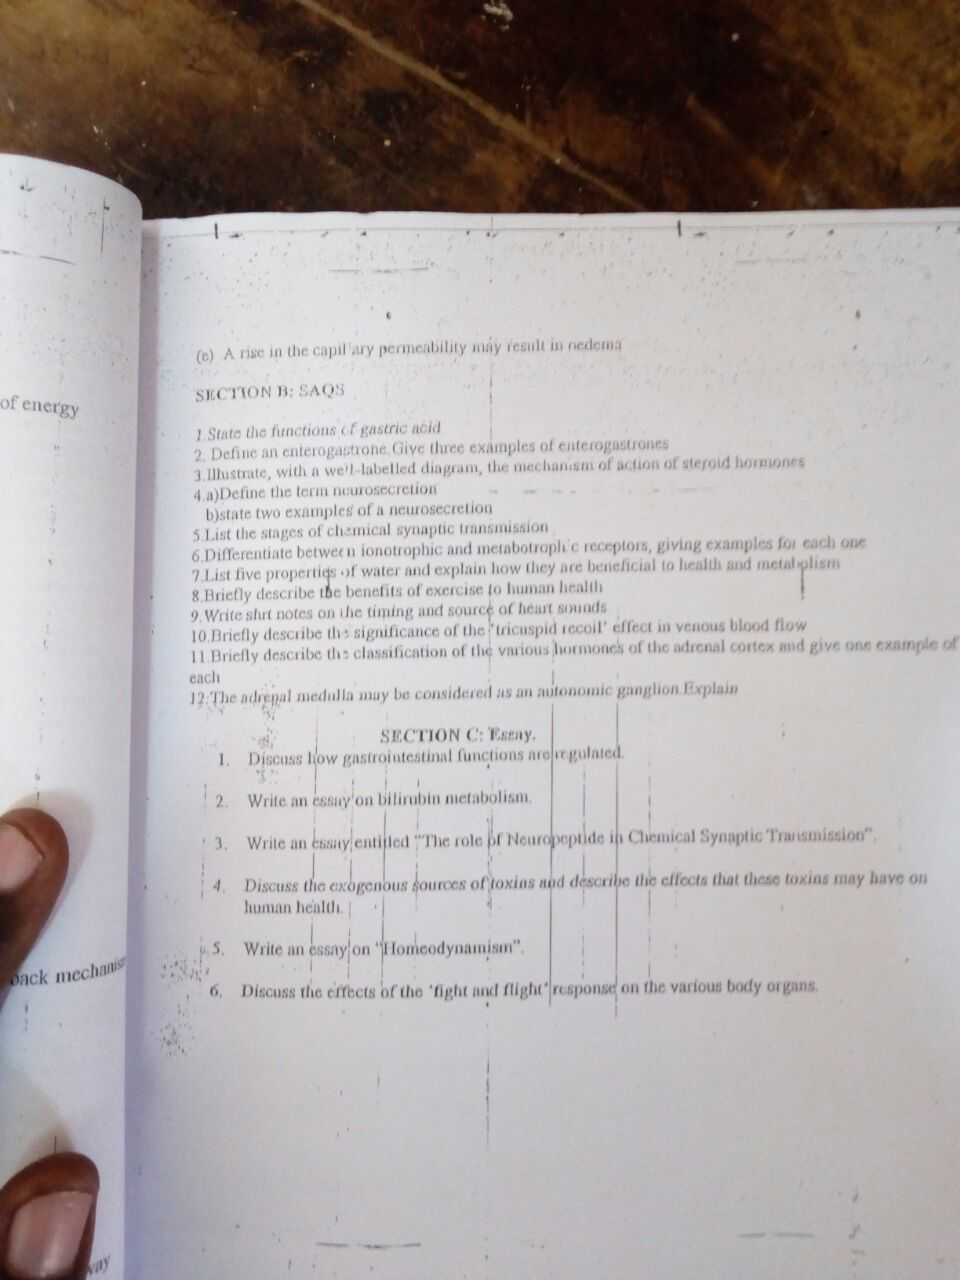 of energy
back mechanism
way
(e) A rise in the capillary permeability may result in oedema
SECTION B: SAQS
1.State the functions of gastric acid
2. Define an enterogastrone.Give three examples of enterogastrones
3.Illustrate, with a well-labelled diagram, the mechanism of action of steroid hormones
4.a)Define the term neurosecretion
b)state two examples of a neurosecretion
5.List the stages of chemical synaptic transmission
6.Differentiate between ionotrophic and metabotrophic receptors, giving examples for each one
7.List five properties of water and explain how they are beneficial to health and metabolism
8.Briefly describe the benefits of exercise to human health
9.Write shrt notes on the timing and source of heart sounds
10.Briefly describe the significance of the 'tricuspid recoil' effect in venous blood flow
11.Briefly describe the classification of the various hormones of the adrenal cortex and give one example of
each
12.The adrenal medulla may be considered as an autonomic ganglion.Explain
SECTION C: Essay.
1. Discuss how gastrointestinal functions are regulated.
2. Write an essay on bilirubin metabolism.
3. Write an essay entitled "The role of Neuropeptide in Chemical Synaptic Transmission".
4. Discuss the exogenous sources of toxins and describe the effects that these toxins may have on
human health.
5. Write an essay on "Homeodynamism".
6. Discuss the effects of the 'fight and flight' response on the various body organs.